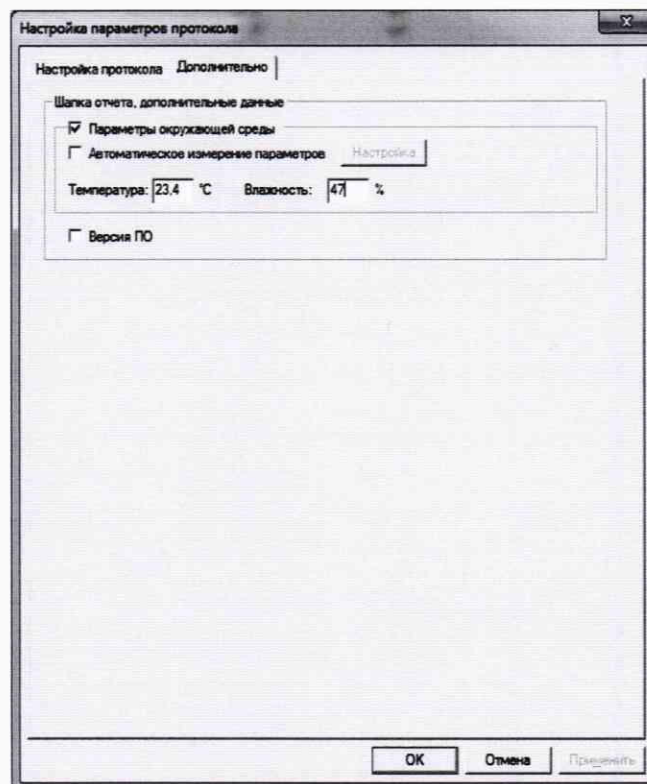 Настройка параметров протокола
Настройка протокола Дополнительно
Шапка отчета, дополнительные данные
Параметры окружающей среды
Автоматическое измерение параметров Настройка
Температура: 23,4 °C Влажность: 47 %
Версия ПО
OK Отмена Применить